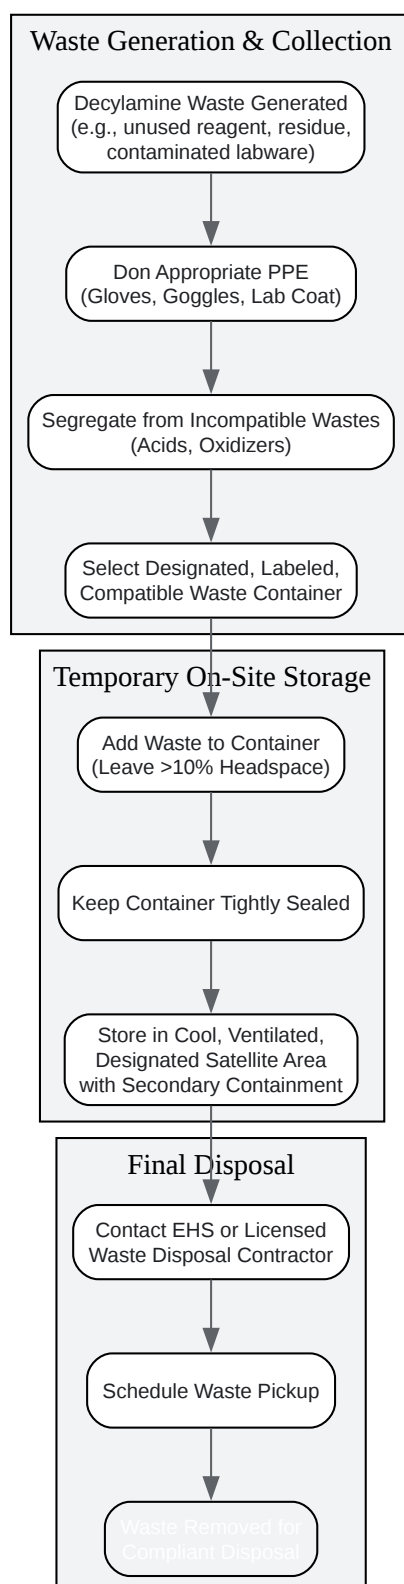 Waste Generation & Collection
Decylamine Waste Generated
(e.g., unused reagent, residue,
contaminated labware)
Don Appropriate PPE
(Gloves, Goggles, Lab Coat)
Segregate from Incompatible Wastes
(Acids, Oxidizers)
Select Designated, Labeled,
Compatible Waste Container
Temporary On-Site Storage
Add Waste to Container
(Leave >10% Headspace)
Keep Container Tightly Sealed
Store in Cool, Ventilated,
Designated Satellite Area
with Secondary Containment
Final Disposal
Contact EHS or Licensed
Waste Disposal Contractor
Schedule Waste Pickup
Waste Removed for
Compliant Disposal